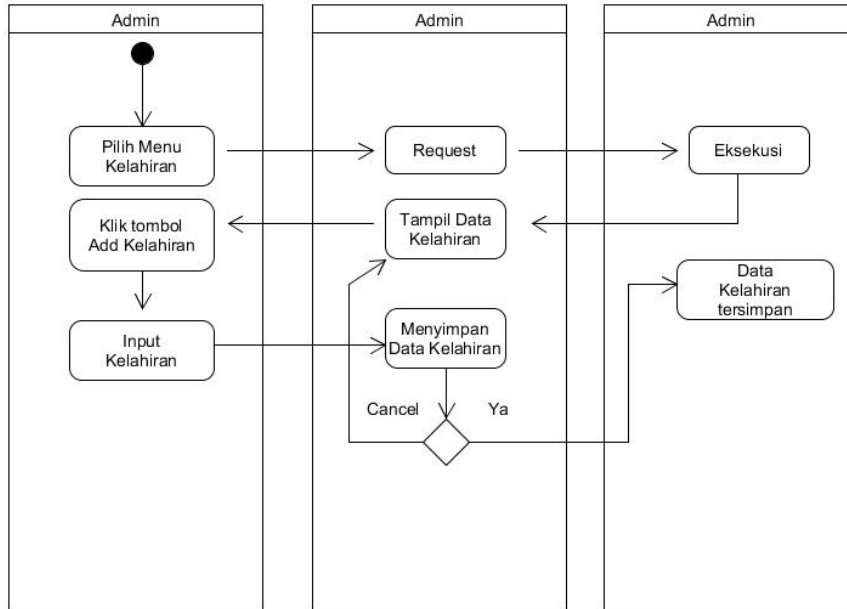 Admin
Admin
Admin
Pilih Menu
Kelahiran
Request
Eksekusi
Klik tombol
Add Kelahiran
Tampil Data
Kelahiran
Data
Kelahiran
tersimpan
Input
Kelahiran
Menyimpan
Data Kelahiran
Cancel
Ya